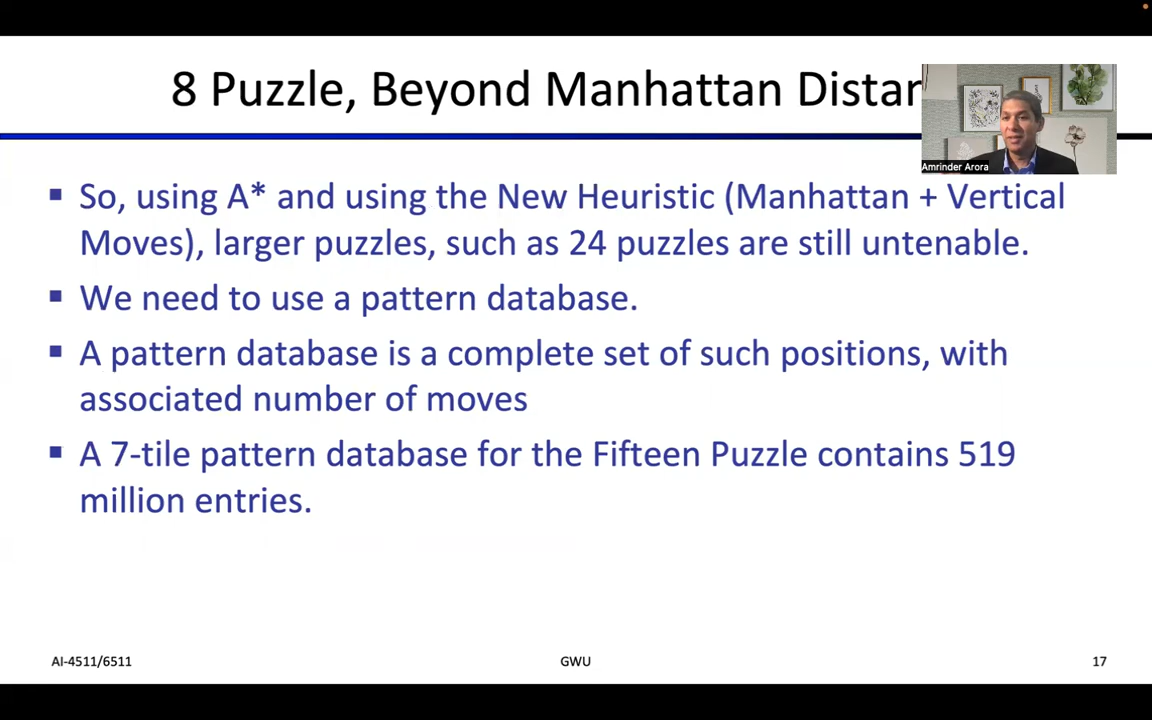 8 Puzzle, Beyond Manhattan
Amrinder Arora
▪ So, using A* and using the New Heuristic (Manhattan + Vertical
Moves), larger puzzles, such as 24 puzzles are still untenable.
▪ We need to use a pattern database.
▪ A pattern database is a complete set of such positions, with
associated number of moves
▪ A 7-tile pattern database for the Fifteen Puzzle contains 519
million entries.
AI-4511/6511
GWU
17